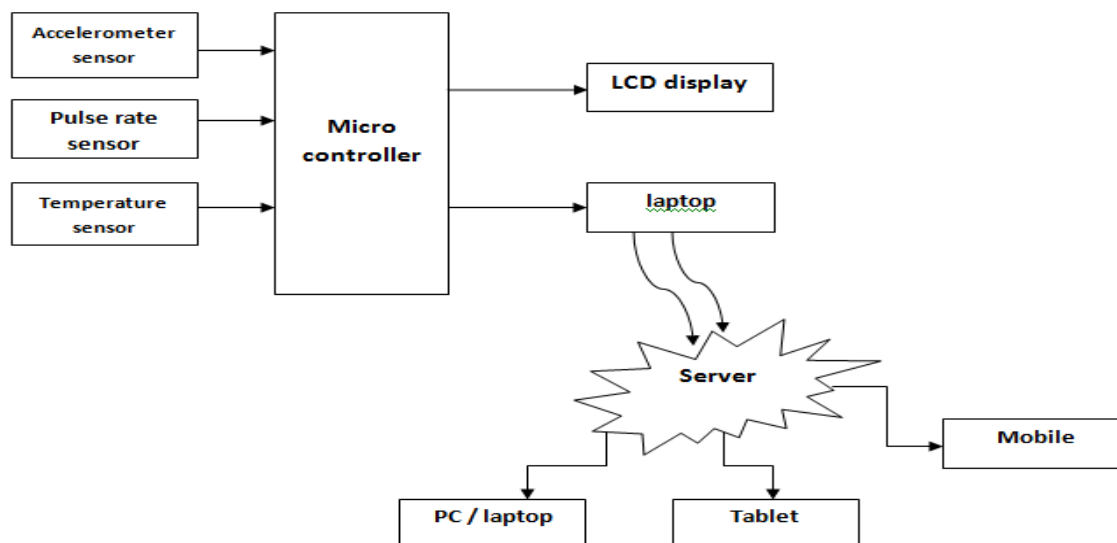 Accelerometer
sensor
Pulse rate
sensor
Temperature
sensor
Micro
controller
LCD display
laptop
Server
Mobile
PC / laptop
Tablet